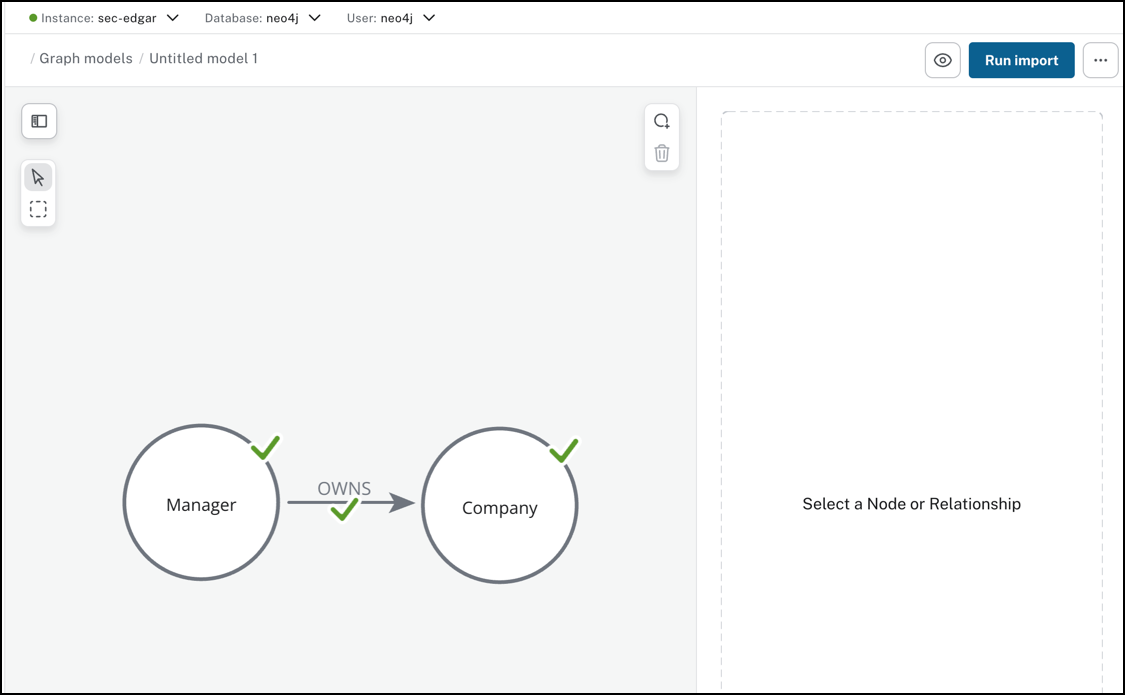 Instance: sec-edgar Database: neo4j User: neo4j
/ Graph models / Untitled model 1
Run import
OWNS
Manager
Company
Select a Node or Relationship